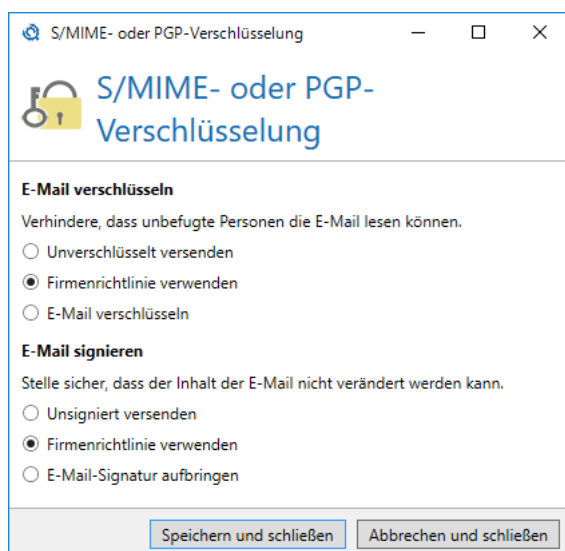 S/MIME- oder PGP-Verschlüsselung
S/MIME- oder PGP-
Verschlüsselung
E-Mail verschlüsseln
Verhindere, dass unbefugte Personen die E-Mail lesen können.
Unverschlüsselt versenden
Firmenrichtlinie verwenden
E-Mail verschlüsseln
E-Mail signieren
Stelle sicher, dass der Inhalt der E-Mail nicht verändert werden kann.
Unsigniert versenden
Firmenrichtlinie verwenden
E-Mail-Signatur aufbringen
Speichern und schließen Abbrechen und schließen